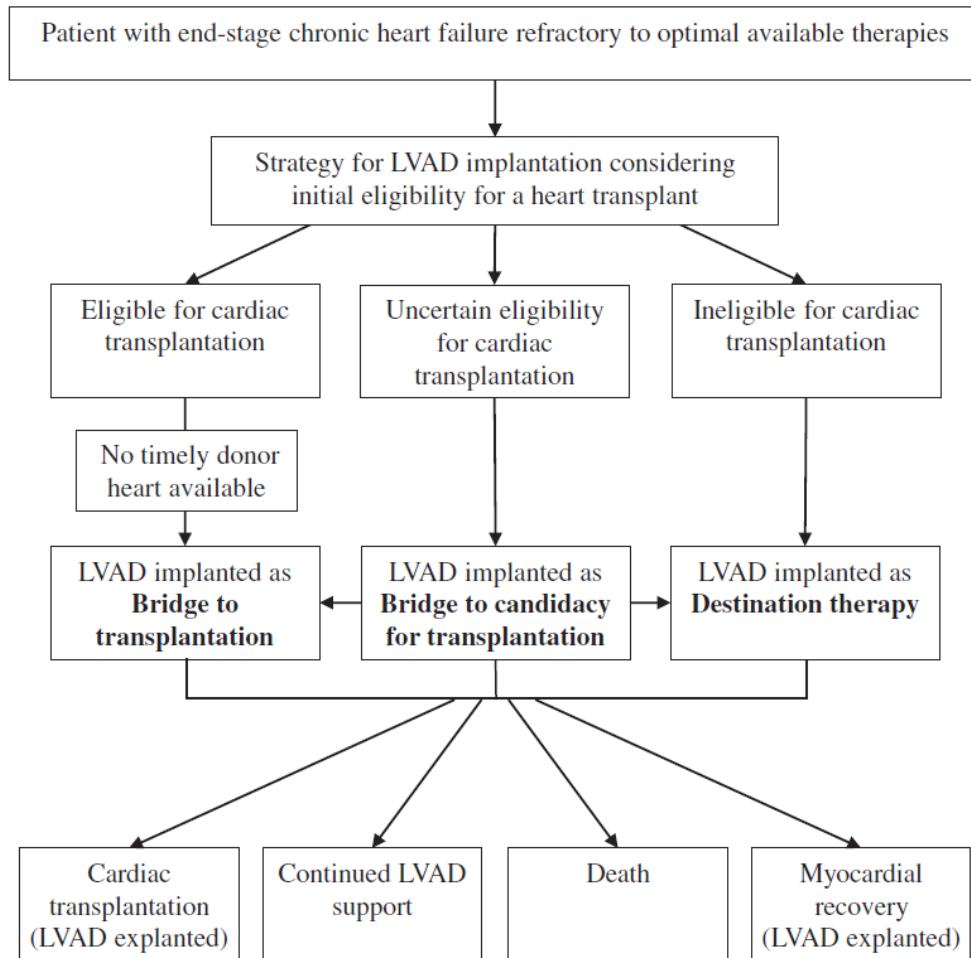 Patient with end-stage chronic heart failure refractory to optimal available therapies
Strategy for LVAD implantation considering
initial eligibility for a heart transplant
Eligible for cardiac
transplantation
Uncertain eligibility
for cardiac
transplantation
Ineligible for cardiac
transplantation
No timely donor
heart available
LVAD implanted as
Bridge to
transplantation
LVAD implanted as
Bridge to candidacy
for transplantation
LVAD implanted as
Destination therapy
Cardiac
transplantation
(LVAD explanted)
Continued LVAD
support
Death
Myocardial
recovery
(LVAD explanted)